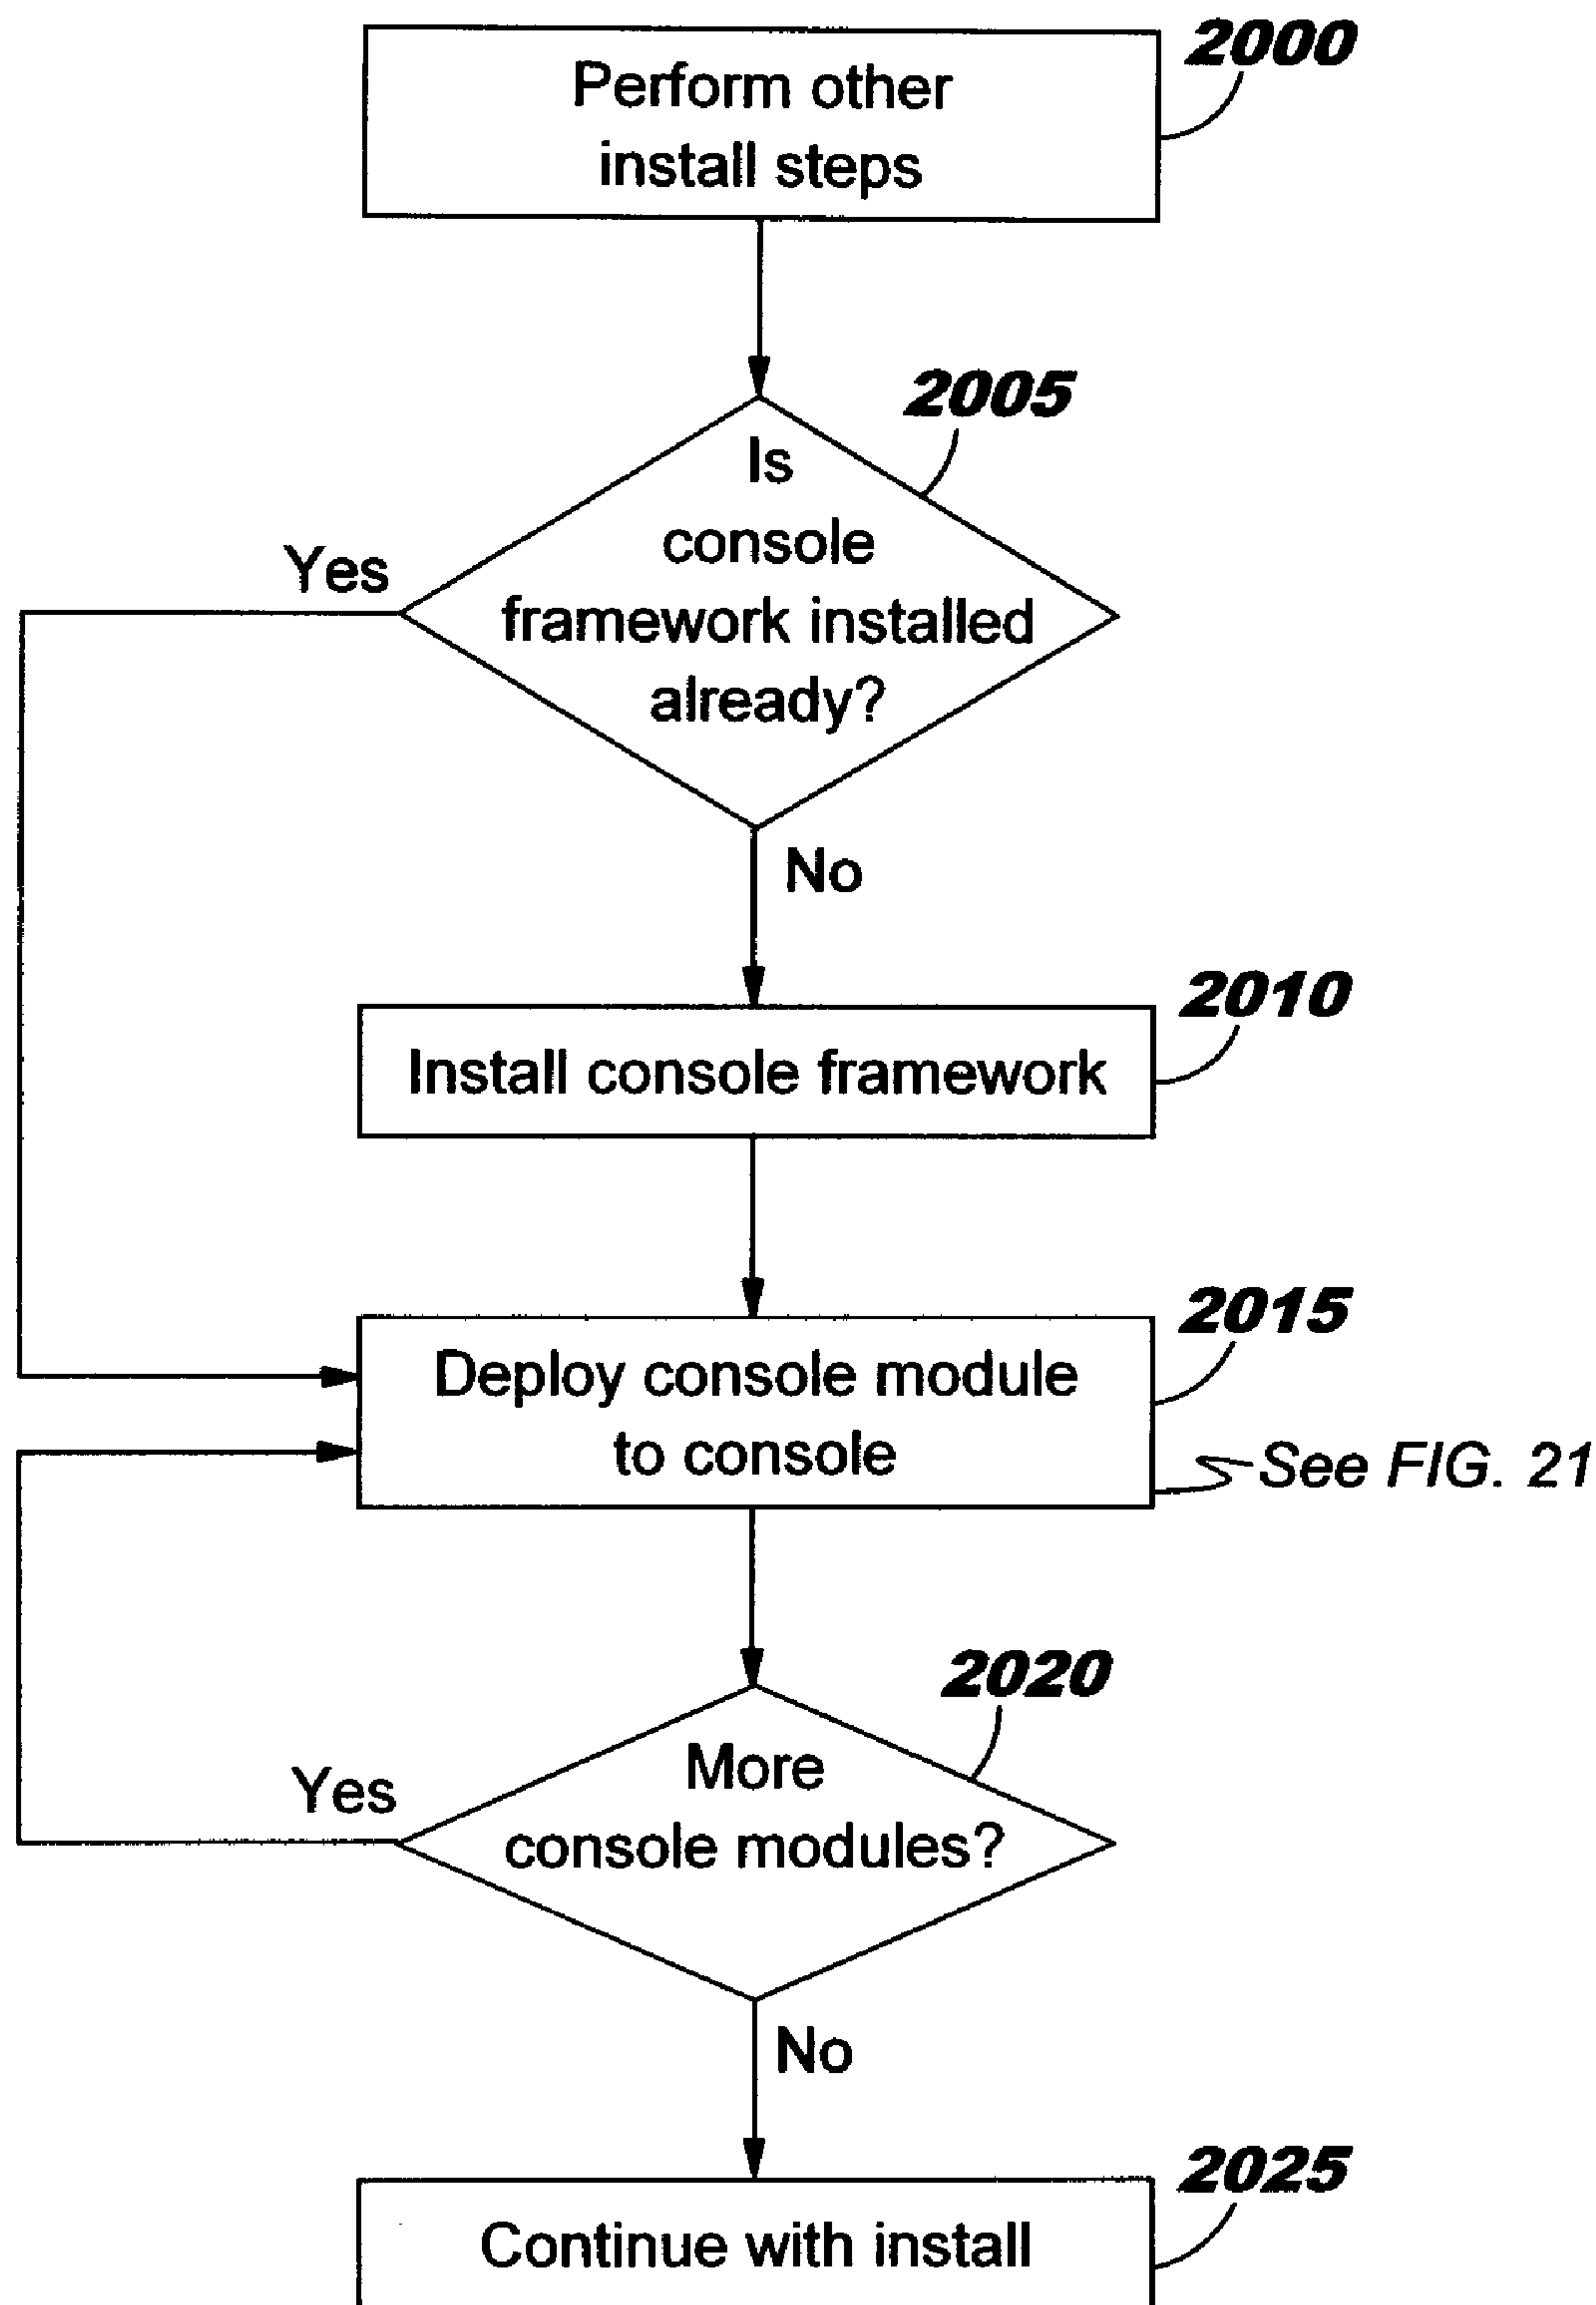 2000
Perform other
install steps
2005
Is
console
framework installed
already?
Yes
No
2010
Install console framework
2015
Deploy console module
to console
See FIG. 21
2020
More
console modules?
Yes
No
2025
Continue with install